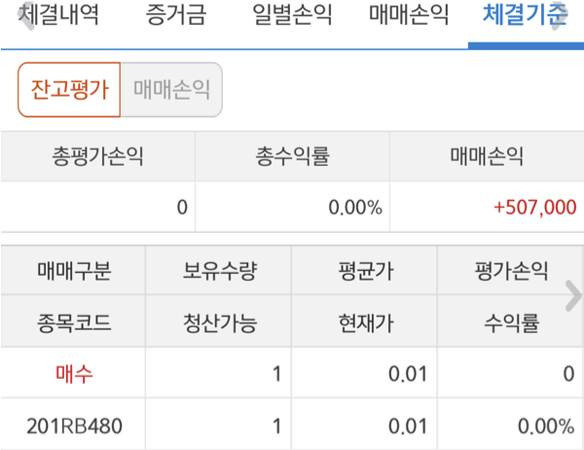 체결내역 증거금 일별손익 매매손익 체결기준
잔고평가 매매손익
총평가손익 총수익률 매매손익
0 0.00% +507,000
매매구분 보유수량 평균가 평가손익
종목코드 청산가능 현재가 수익률
매수 1 0.01 0
201RB480 1 0.01 0.00%